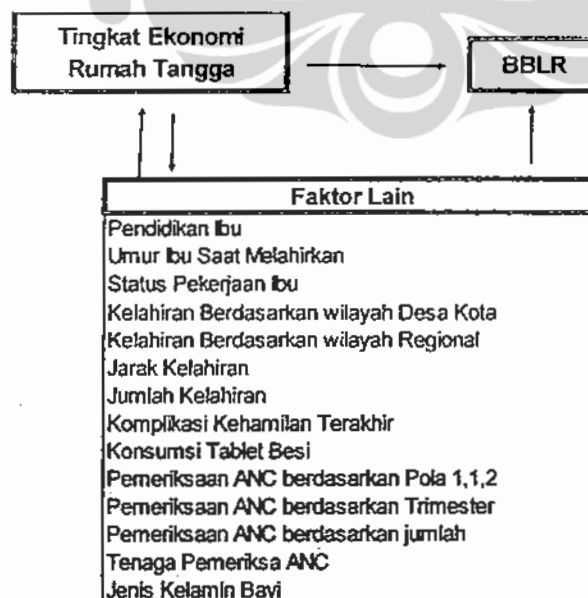 Tingkat Ekonomi
Rumah Tangga
BBLR
Faktor Lain
Pendidikan Ibu
Umur Ibu Saat Melahirkan
Status Pekerjaan Ibu
Kelahiran Berdasarkan wilayah Desa Kota
Kelahiran Berdasarkan wilayah Regional
Jarak Kelahiran
Jumlah Kelahiran
Komplikasi Kehamilan Terakhir
Konsumsi Tablet Besi
Pemeriksaan ANC berdasarkan Pola 1,1,2
Pemeriksaan ANC berdasarkan Trimester
Pemeriksaan ANC berdasarkan jumlah
Tenaga Pemeriksa ANC
Jenis Kelamin Bayi